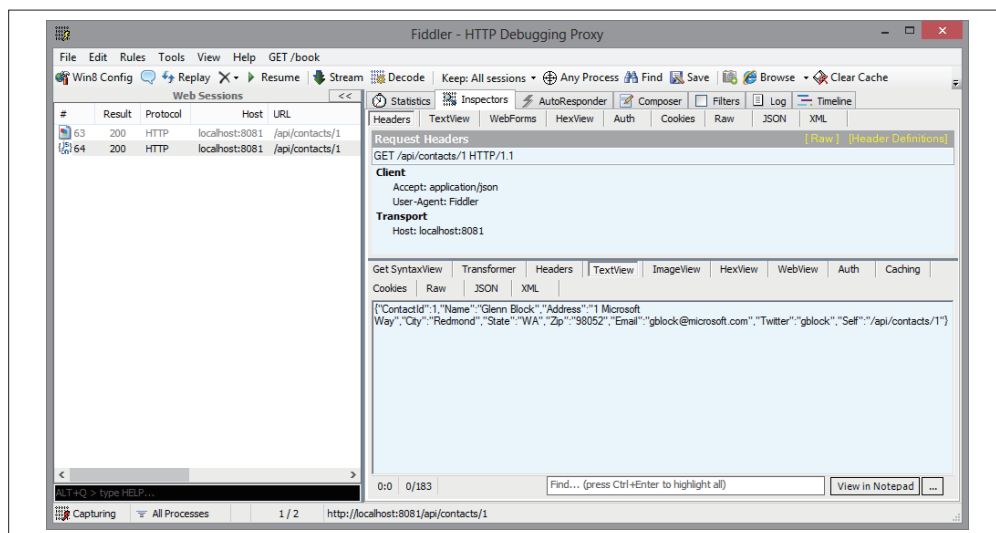 Fiddler - HTTP Debugging Proxy
File Edit Rules Tools View Help GET /book
Win8 Config Replay Resume Stream Decode Keep: All sessions Any Process Find Save Browse Clear Cache
Web Sessions <<
# Result Protocol Host URL
63 200 HTTP localhost:8081 /api/contacts/1
64 200 HTTP localhost:8081 /api/contacts/1
Statistics Inspectors AutoResponder Composer Filters Log Timeline
Headers TextView WebForms HexView Auth Cookies Raw JSON XML
Request Headers [ Raw ] [Header Definitions]
GET /api/contacts/1 HTTP/1.1
Client
Accept: application/json
User-Agent: Fiddler
Transport
Host: localhost:8081
Get SyntaxView Transformer Headers TextView ImageView HexView WebView Auth Caching
Cookies Raw JSON XML
{"ContactId":1,"Name":"Glenn Block","Address":"1 Microsoft
Way","City":"Redmond","State":"WA","Zip":"98052","Email":"gblock@microsoft.com","Twitter":"gblock","Self":"/api/contacts/1"}
0:0 0/183 Find... (press Ctrl+Enter to highlight all) View in Notepad ...
ALT+Q > type HELP...
Capturing All Processes 1 / 2 http://localhost:8081/api/contacts/1